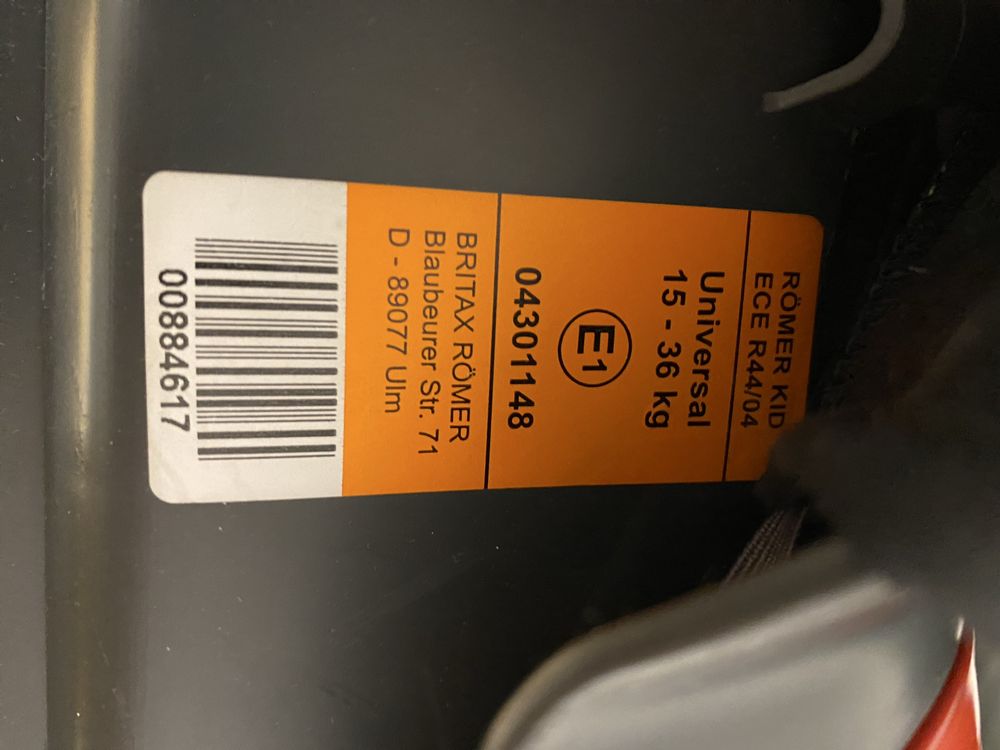 RÖMER KID
ECE R44/04
Universal
15 - 36 kg
E1
04301148
BRITAX RÖMER
Blaubeurer Str. 71
D - 89077 Ulm
00884617